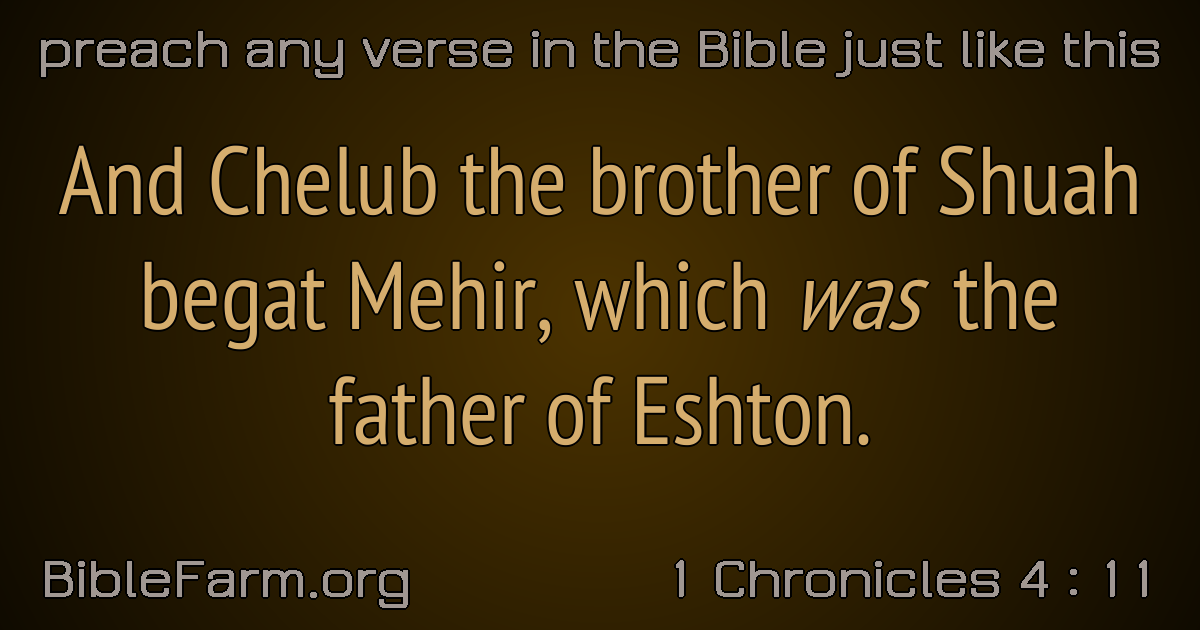 preach any verse in the Bible just like this
And Chelub the brother of Shuah
begat Mehir, which was the
father of Eshton.
BibleFarm.org
1 Chronicles 4 : 11